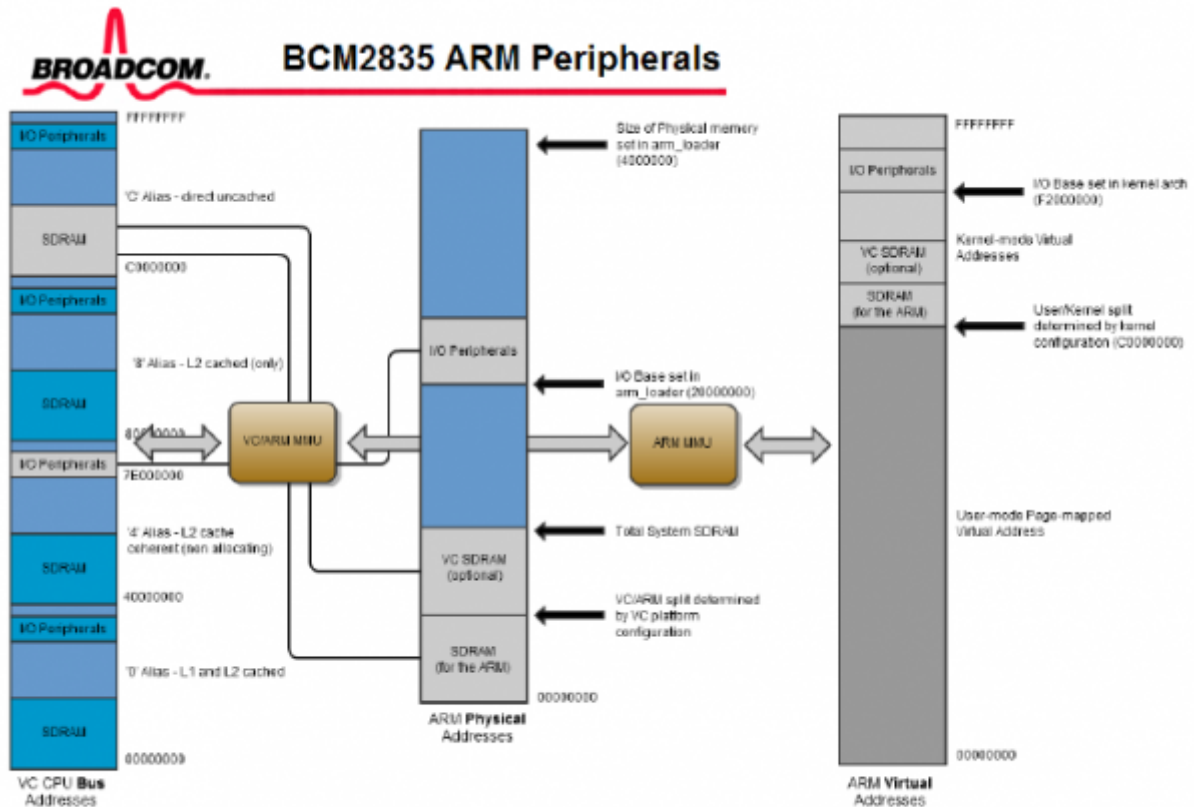 BROADCOM.
BCM2835 ARM Peripherals
FFFFFFFF
I/O Peripherals
'C' Alias - direct uncached
SDRAM
C0000000
I/O Peripherals
'8' Alias - L2 cached (only)
SDRAM
80000000
I/O Peripherals
7E000000
'4' Alias - L2 cache
coherent (non allocating)
SDRAM
40000000
I/O Peripherals
'0' Alias - L1 and L2 cached
SDRAM
00000000
VC CPU Bus
Addresses
VC/ARM MMU
Size of Physical memory
set in arm_loader
(4000000)
I/O Peripherals
I/O Base set in
arm_loader (20000000)
Total System SDRAM
VC SDRAM
(optional)
VC/ARM split determined
by VC platform
configuration
SDRAM
(for the ARM)
00000000
ARM Physical
Addresses
ARM MMU
FFFFFFFF
I/O Peripherals
I/O Base set in kernel arch
(F2000000)
Kernel-mode Virtual
Addresses
VC SDRAM
(optional)
SDRAM
(for the ARM)
User/Kernel split
determined by kernel
configuration (C0000000)
User-mode Page-mapped
Virtual Address
00000000
ARM Virtual
Addresses